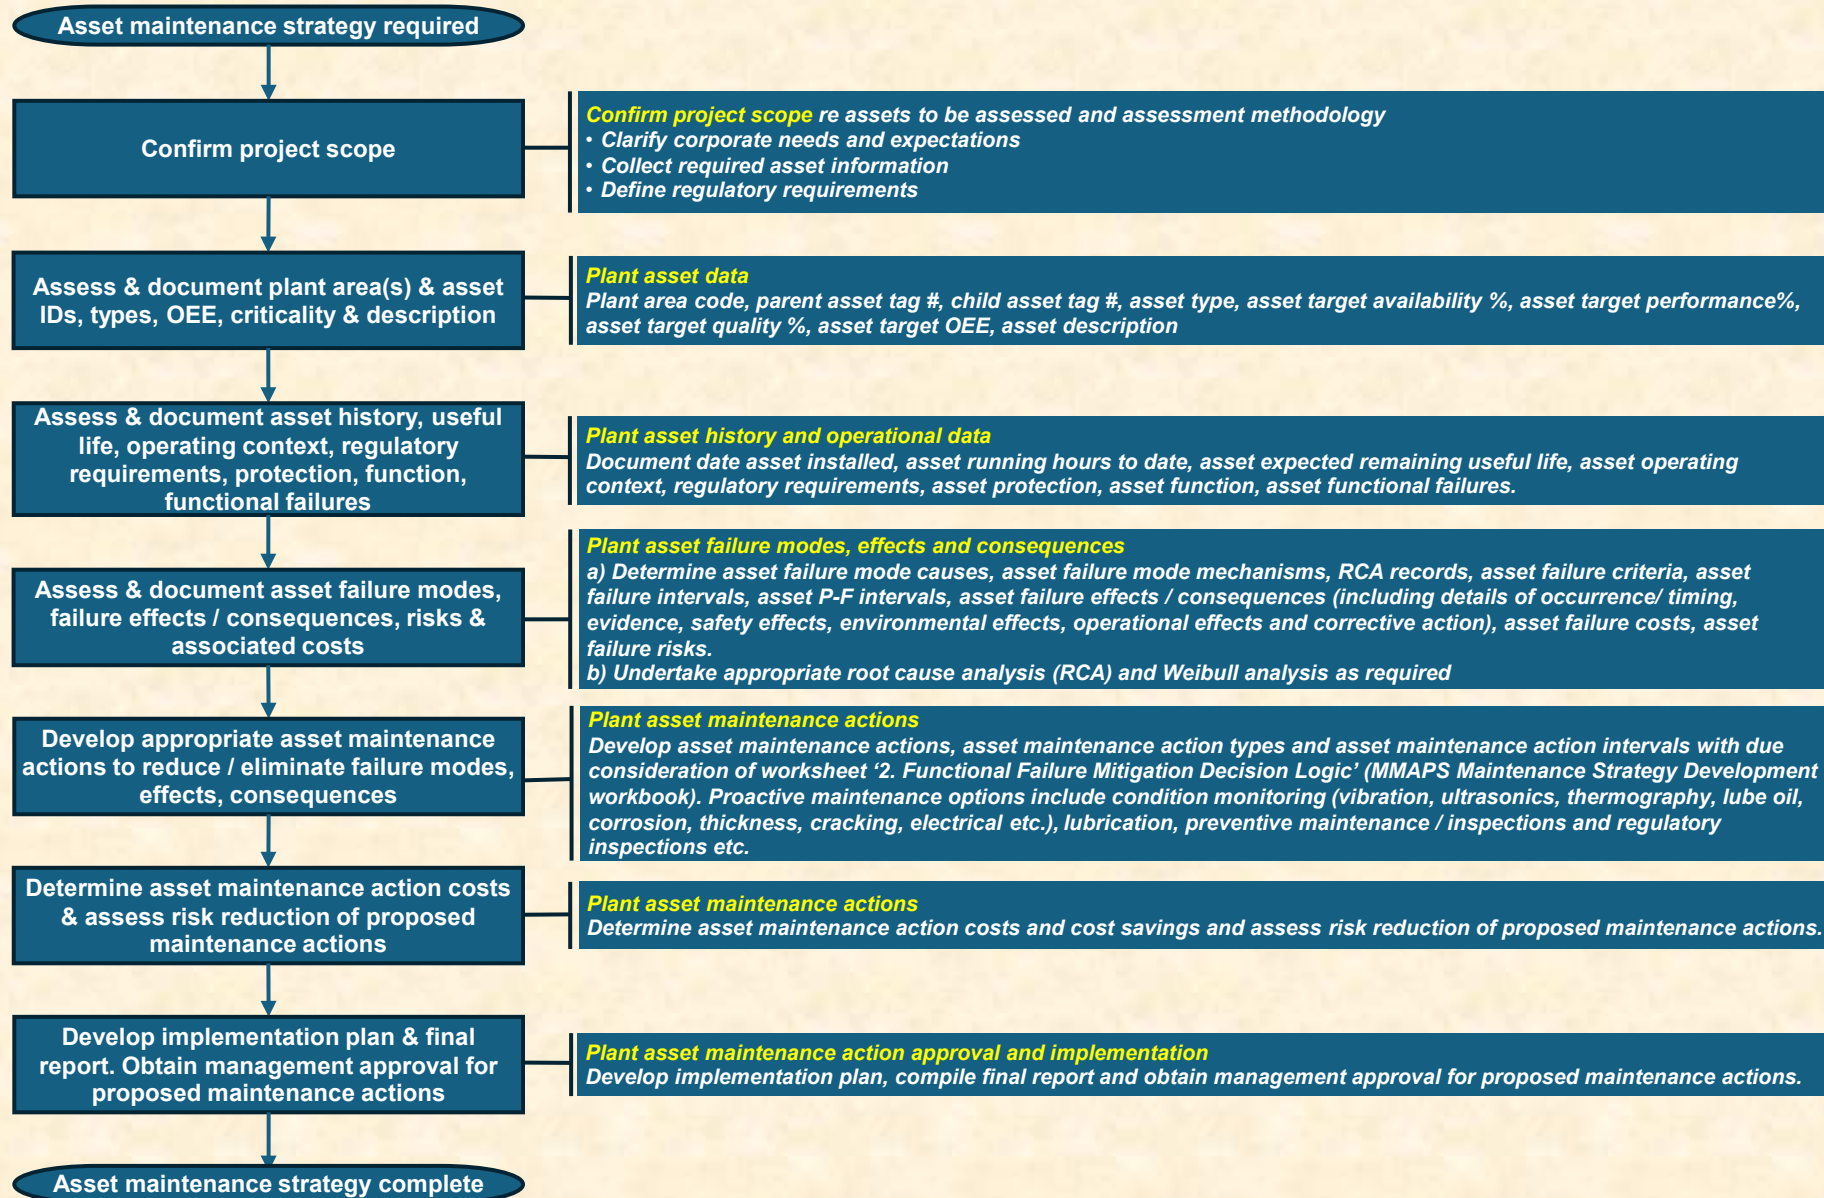 Asset maintenance strategy required
Confirm project scope
Confirm project scope re assets to be assessed and assessment methodology
• Clarify corporate needs and expectations
• Collect required asset information
• Define regulatory requirements
Assess & document plant area(s) & asset
IDs, types, OEE, criticality & description
Plant asset data
Plant area code, parent asset tag #, child asset tag #, asset type, asset target availability %, asset target performance%,
asset target quality %, asset target OEE, asset description
Assess & document asset history, useful
life, operating context, regulatory
requirements, protection, function,
functional failures
Plant asset history and operational data
Document date asset installed, asset running hours to date, asset expected remaining useful life, asset operating
context, regulatory requirements, asset protection, asset function, asset functional failures.
Assess & document asset failure modes,
failure effects / consequences, risks &
associated costs
Plant asset failure modes, effects and consequences
a) Determine asset failure mode causes, asset failure mode mechanisms, RCA records, asset failure criteria, asset
failure intervals, asset P-F intervals, asset failure effects / consequences (including details of occurrence/ timing,
evidence, safety effects, environmental effects, operational effects and corrective action), asset failure costs, asset
failure risks.
b) Undertake appropriate root cause analysis (RCA) and Weibull analysis as required
Develop appropriate asset maintenance
actions to reduce / eliminate failure modes,
effects, consequences
Plant asset maintenance actions
Develop asset maintenance actions, asset maintenance action types and asset maintenance action intervals with due
consideration of worksheet ‘2. Functional Failure Mitigation Decision Logic’ (MMAPS Maintenance Strategy Development
workbook). Proactive maintenance options include condition monitoring (vibration, ultrasonics, thermography, lube oil,
corrosion, thickness, cracking, electrical etc.), lubrication, preventive maintenance / inspections and regulatory
inspections etc.
Determine asset maintenance action costs
& assess risk reduction of proposed
maintenance actions
Plant asset maintenance actions
Determine asset maintenance action costs and cost savings and assess risk reduction of proposed maintenance actions.
Develop implementation plan & final
report. Obtain management approval for
proposed maintenance actions
Plant asset maintenance action approval and implementation
Develop implementation plan, compile final report and obtain management approval for proposed maintenance actions.
Asset maintenance strategy complete